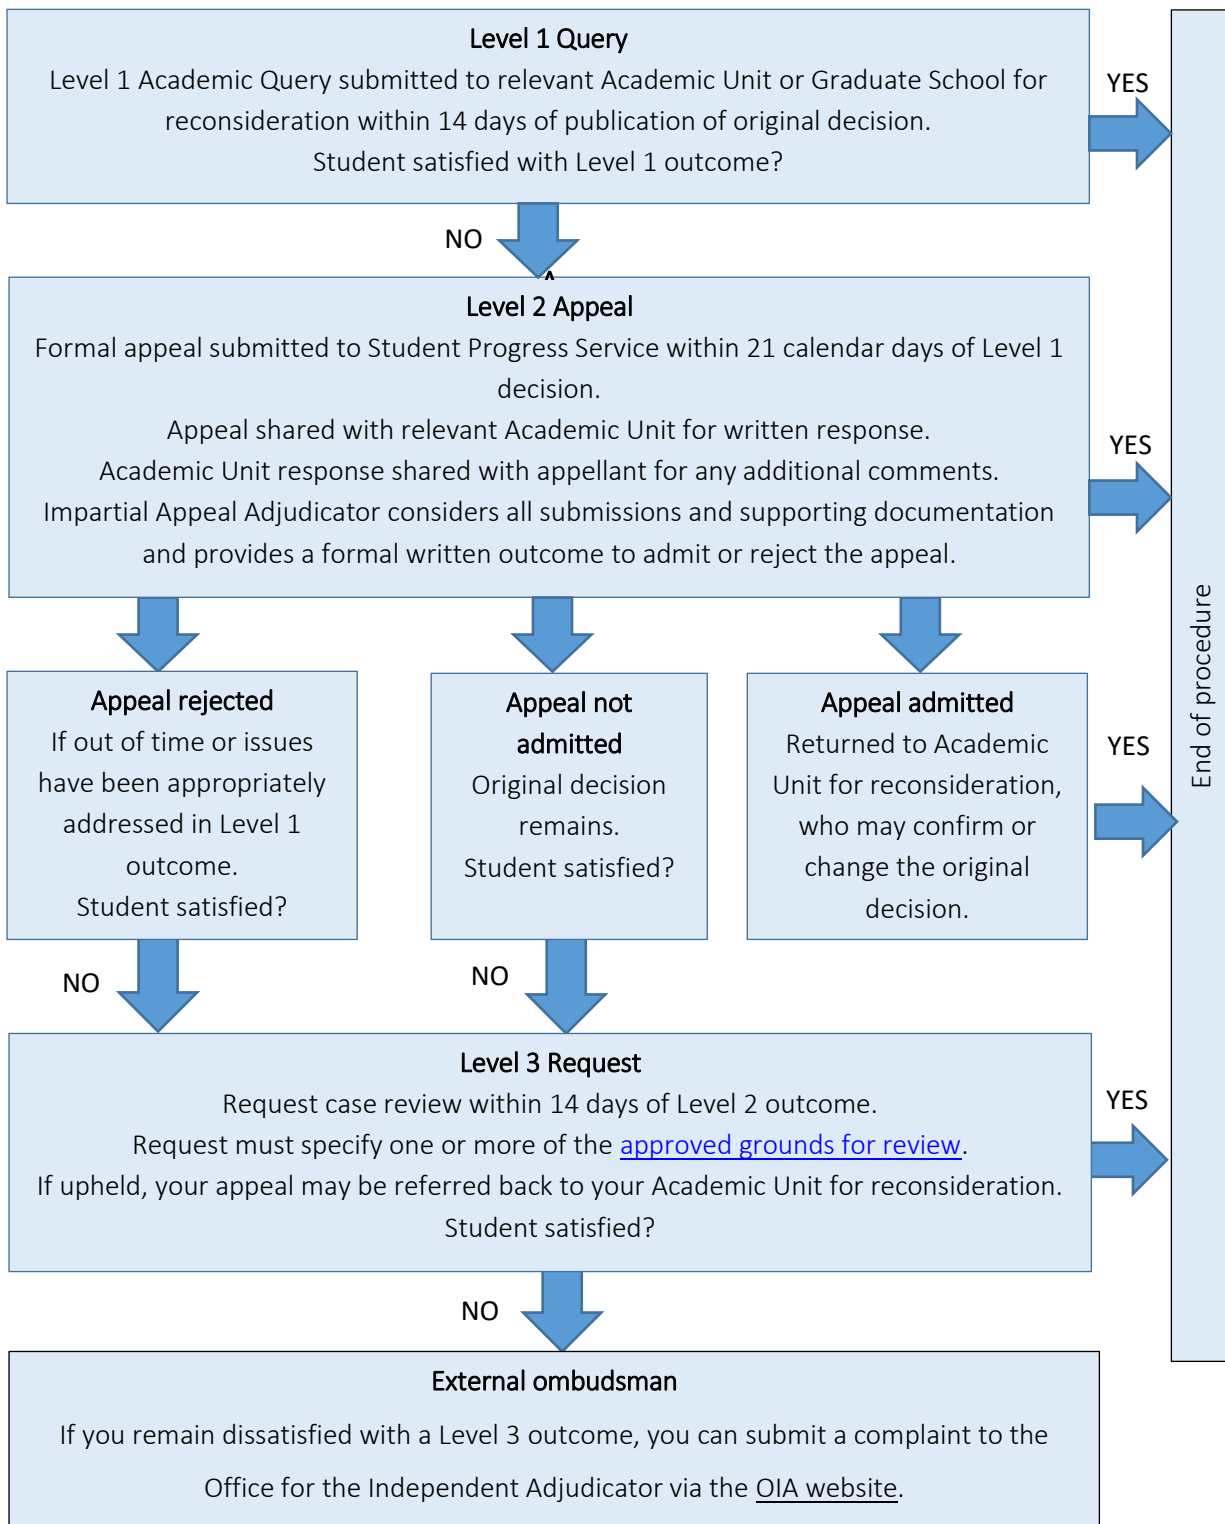 Level 1 Query
Level 1 Academic Query submitted to relevant Academic Unit or Graduate School for
reconsideration within 14 days of publication of original decision.
Student satisfied with Level 1 outcome?
YES
NO
Level 2 Appeal
Formal appeal submitted to Student Progress Service within 21 calendar days of Level 1
decision.
Appeal shared with relevant Academic Unit for written response.
Academic Unit response shared with appellant for any additional comments.
Impartial Appeal Adjudicator considers all submissions and supporting documentation
and provides a formal written outcome to admit or reject the appeal.
YES
Appeal rejected
If out of time or issues
have been appropriately
addressed in Level 1
outcome.
Student satisfied?
Appeal not
admitted
Original decision
remains.
Student satisfied?
Appeal admitted
Returned to Academic
Unit for reconsideration,
who may confirm or
change the original
decision.
YES
End of procedure
NO
NO
Level 3 Request
Request case review within 14 days of Level 2 outcome.
Request must specify one or more of the approved grounds for review.
If upheld, your appeal may be referred back to your Academic Unit for reconsideration.
Student satisfied?
YES
NO
External ombudsman
If you remain dissatisfied with a Level 3 outcome, you can submit a complaint to the
Office for the Independent Adjudicator via the OIA website.